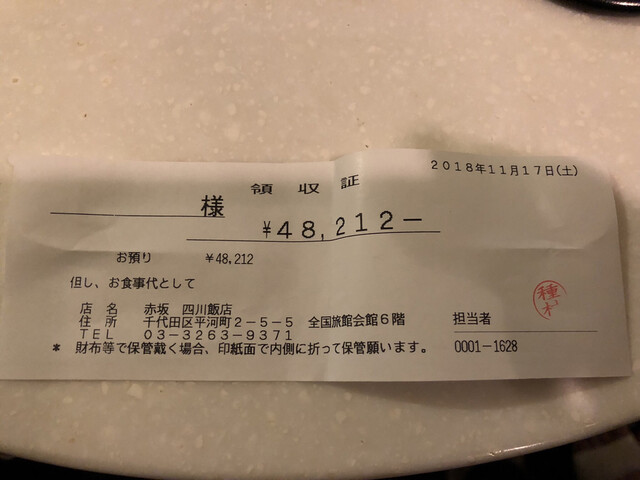 2018年11月17日(土)
領収証
様
¥48,212−
お預り ¥48,212
但し、お食事代として
店 名 赤坂 四川飯店
住 所 千代田区平河町2−5−5 全国旅館会館6階
TEL 03−3263−9371
担当者
種村
* 財布等で保管戴く場合、印紙面で内側に折って保管願います。
0001−1628